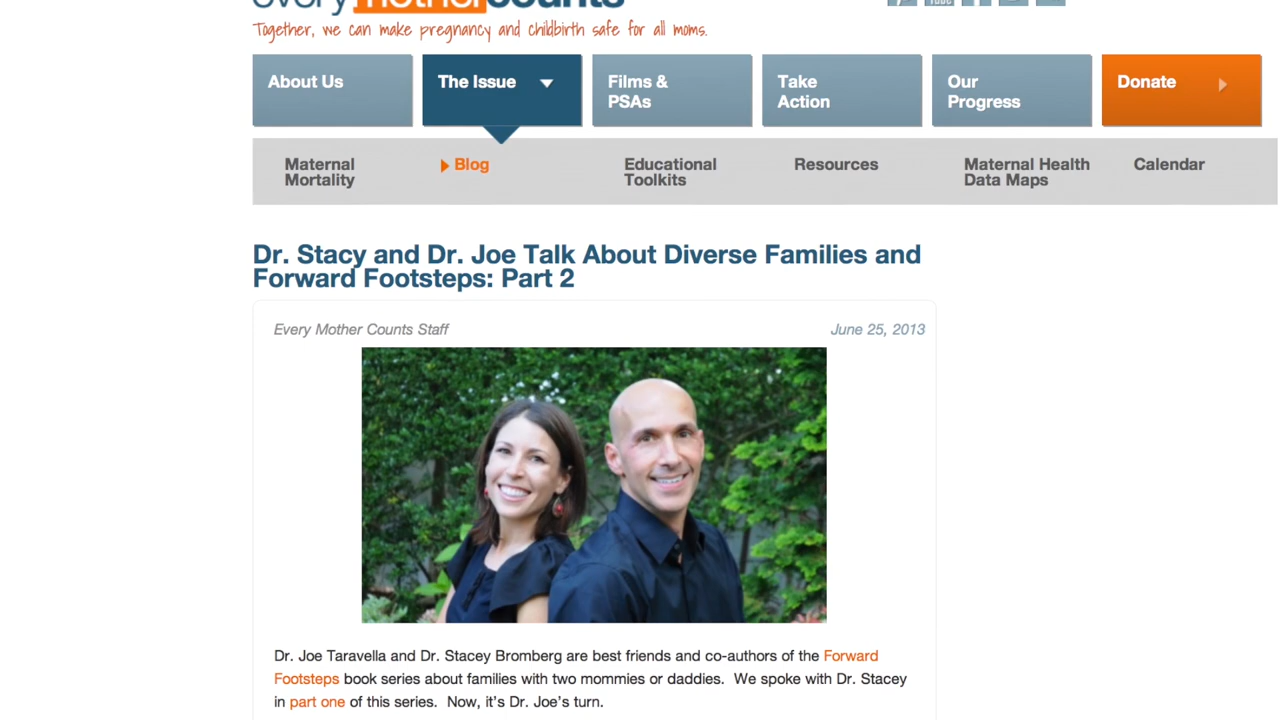 every mother counts
Together, we can make pregnancy and childbirth safe for all moms.
About Us
The Issue
Films &
PSAs
Take
Action
Our
Progress
Donate
Maternal
Mortality
Blog
Educational
Toolkits
Resources
Maternal Health
Data Maps
Calendar
Dr. Stacy and Dr. Joe Talk About Diverse Families and
Forward Footsteps: Part 2
Every Mother Counts Staff
June 25, 2013
Dr. Joe Taravella and Dr. Stacey Bromberg are best friends and co-authors of the Forward
Footsteps book series about families with two mommies or daddies. We spoke with Dr. Stacey
in part one of this series. Now, it's Dr. Joe's turn.